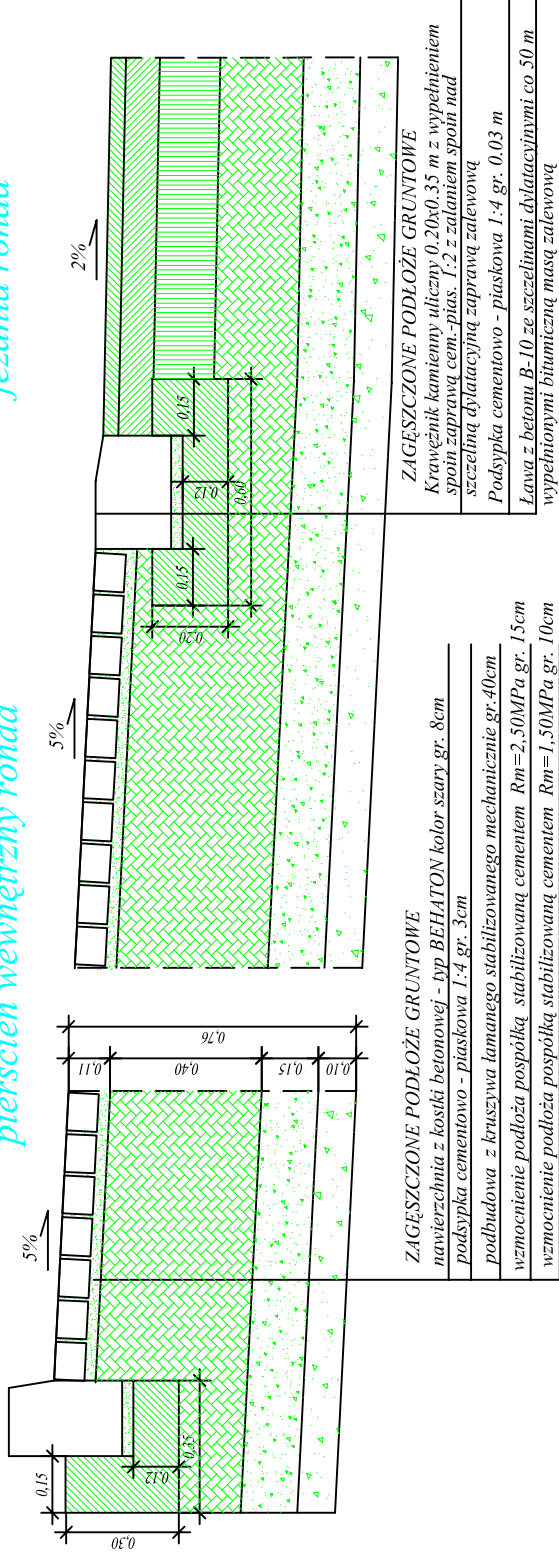 pierścień wewnętrzny ronda
jezdnia ronda
5%
5%
2%
0,15
0,30
0,12
0,35
0,11
0,40
0,15
0,10
0,76
0,20
0,15
0,12
0,60
0,15
ZAGĘSZCZONE PODŁOŻE GRUNTOWE
nawierzchnia z kostki betonowej - typ BEHATON kolor szary gr. 8cm
podsypka cementowo - piaskowa 1:4 gr. 3cm
podbudowa z kruszywa łamanego stabilizowanego mechanicznie gr.40cm
wzmocnienie podłoża pospółką stabilizowaną cementem Rm=2,50MPa gr. 15cm
wzmocnienie podłoża pospółką stabilizowaną cementem Rm=1,50MPa gr. 10cm
ZAGĘSZCZONE PODŁOŻE GRUNTOWE
Krawężnik kamienny uliczny 0.20x0.35 m z wypełnieniem
spoin zaprawą cem.-pias. 1:2 z zalaniem spoin nad
szczeliną dylatacyjną zaprawą zalewową
Podsypka cementowo - piaskowa 1:4 gr. 0.03 m
Ława z betonu B-10 ze szczelinami dylatacyjnymi co 50 m
wypełnionymi bitumiczną masą zalewową